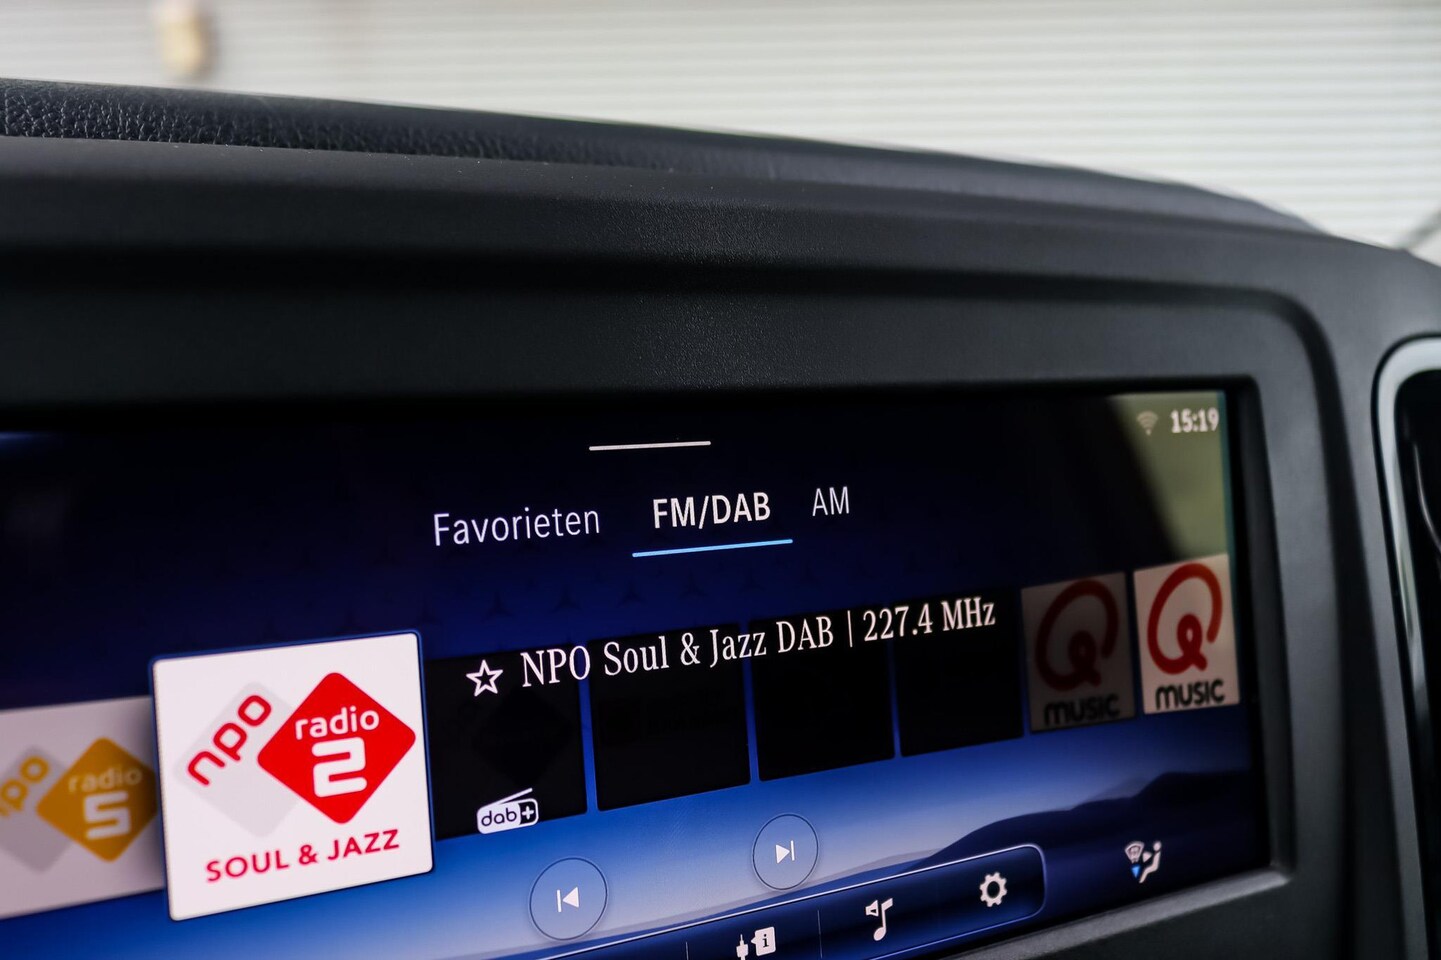 15:19
Favorieten FM/DAB AM
☆ NPO Soul & Jazz DAB | 227.4 MHz
npo radio 5
npo radio 2
SOUL & JAZZ
dab+
Q MUSIC
Q MUSIC
i